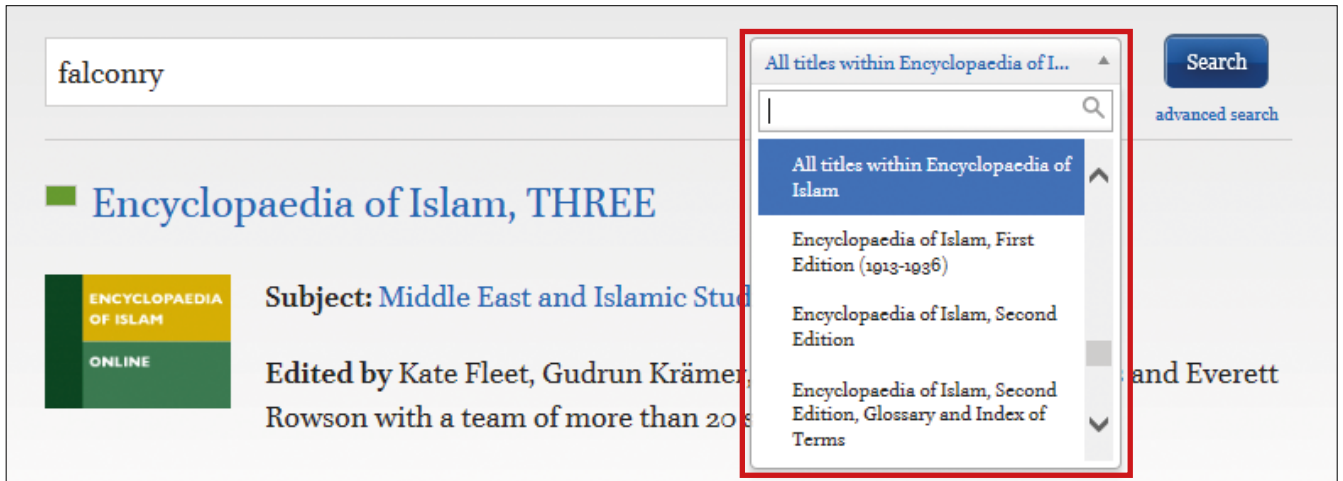 falconry
All titles within Encyclopaedia of I...
Search
advanced search
All titles within Encyclopaedia of
Islam
Encyclopaedia of Islam, First
Edition (1913-1936)
Encyclopaedia of Islam, Second
Edition
Encyclopaedia of Islam, Second
Edition, Glossary and Index of
Terms
Encyclopaedia of Islam, THREE
ENCYCLOPAEDIA
OF ISLAM
ONLINE
Subject: Middle East and Islamic
Edited by Kate Fleet, Gudrun Krämer, and Everett
Rowson with a team of more than 20